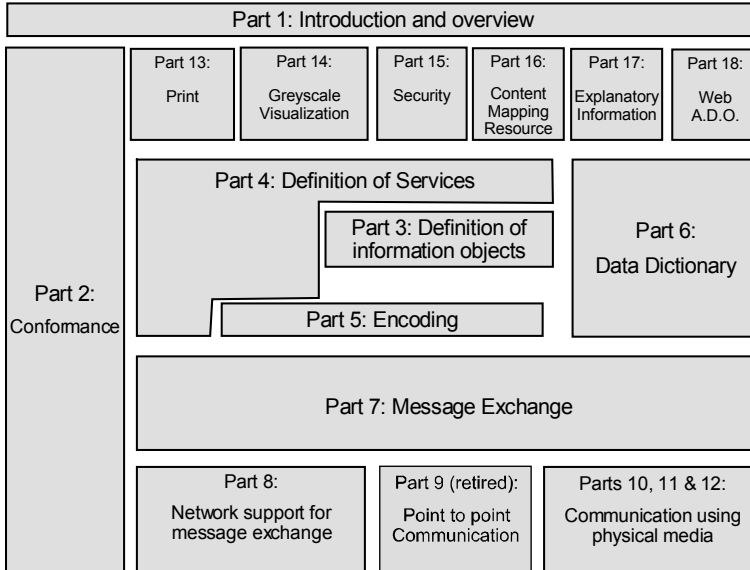 Part 1: Introduction and overview
Part 13:
Print
Part 14:
Greyscale
Visualization
Part 15:
Security
Part 16:
Content
Mapping
Resource
Part 17:
Explanatory
Information
Part 18:
Web
A.D.O.
Part 2:
Conformance
Part 4: Definition of Services
Part 3: Definition of
information objects
Part 5: Encoding
Part 6:
Data Dictionary
Part 7: Message Exchange
Part 8:
Network support for
message exchange
Part 9 (retired):
Point to point
Communication
Parts 10, 11 & 12:
Communication using
physical media